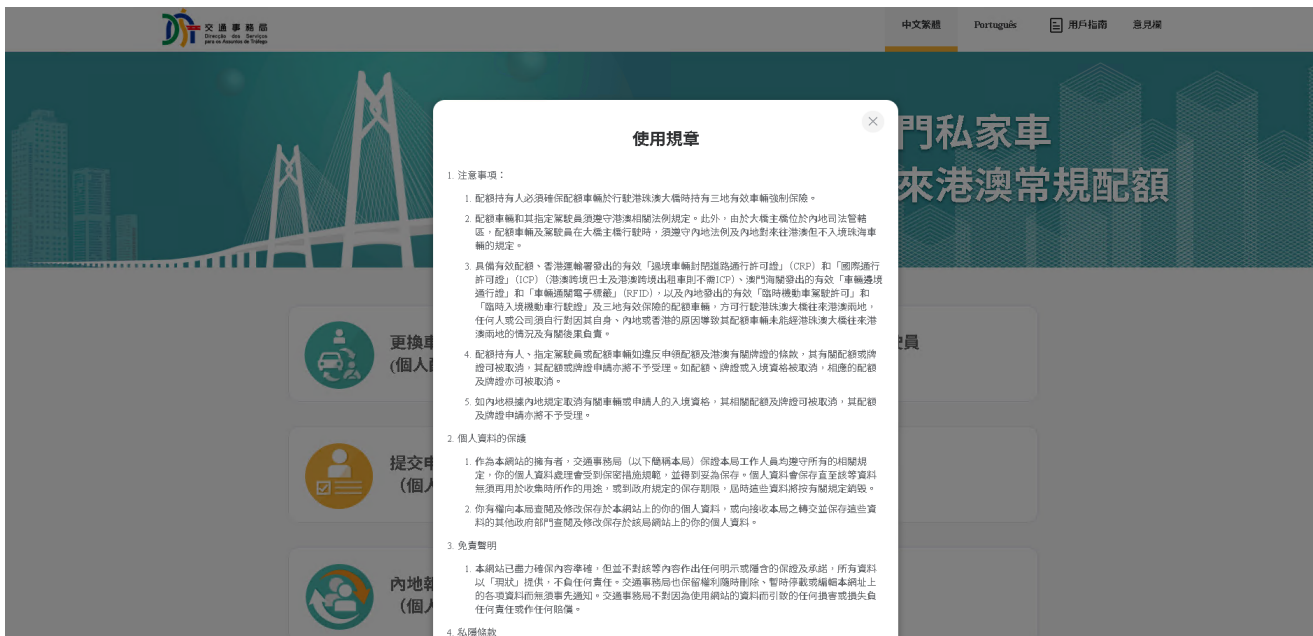 交通事務局
Direcção dos Serviços
para os Assuntos de Tráfego
中文繁體
Português
用戶指南
意見欄
門私家車
來港澳常規配額
使用規章
1. 注意事項：
1. 配額持有人必須確保配額車輛於行駛港珠澳大橋時持有三地有效車輛強制保險。
2. 配額車輛和其指定駕駛員須遵守港澳相關法例規定。此外，由於大橋主橋位於內地司法管轄
區，配額車輛及駕駛員在大橋主橋行駛時，須遵守內地法例及內地對來往港澳但不入境珠海車
輛的規定。
3. 具備有效配額、香港運輸署發出的有效「過境車輛封閉道路通行許可證」（CRP）和「國際通行
許可證」（ICP）（港澳跨境巴士及港澳跨境出租車則不需ICP）、澳門海關發出的有效「車輛邊境
通行證」和「車輛通關電子標籤」（RFID），以及內地發出的有效「臨時機動車駕駛許可」和
「臨時入境機動車行駛證」及三地有效保險的配額車輛，方可行駛港珠澳大橋往來港澳兩地，
任何人或公司須自行對因其自身、內地或香港的原因導致其配額車輛未能經港珠澳大橋往來港
澳兩地的情況及有關後果負責。
4. 配額持有人、指定駕駛員或配額車輛如違反申領配額及港澳有關牌證的條款，其有關配額或牌
證可被取消，其配額或牌證申請亦將不予受理。如配額、牌證或入境資格被取消，相應的配額
及牌證亦可被取消。
5. 如內地根據內地規定取消有關車輛或申請人的入境資格，其相關配額及牌證可被取消，其配額
及牌證申請亦將不予受理。
2. 個人資料的保護
1. 作為本網站的擁有者，交通事務局（以下簡稱本局）保證本局工作人員均遵守所有的相關規
定，你的個人資料處理會受到保密措施規範，並得到妥為保存。個人資料會保存直至該等資料
無須再用於收集時所作的用途，或到政府規定的保存期限，屆時這些資料將按有關規定銷毀。
2. 你有權向本局查閱及修改保存於本網站上的你的個人資料，或向接收本局之轉交並保存這些資
料的其他政府部門查閱及修改保存於該局網站上的你的個人資料。
3. 免責聲明
1. 本網站已盡力確保內容準確，但並不對該等內容作出任何明示或隱含的保證及承諾，所有資料
以「現狀」提供，不負任何責任。交通事務局也保留權利隨時刪除、暫時停載或編輯本網址上
的各項資料而無須事先通知。交通事務局不對因為使用網站的資料而引致的任何損害或損失負
任何責任或作任何賠償。
4. 私隱條款
更換車
(個人
員
提交申
（個人
內地
（個人